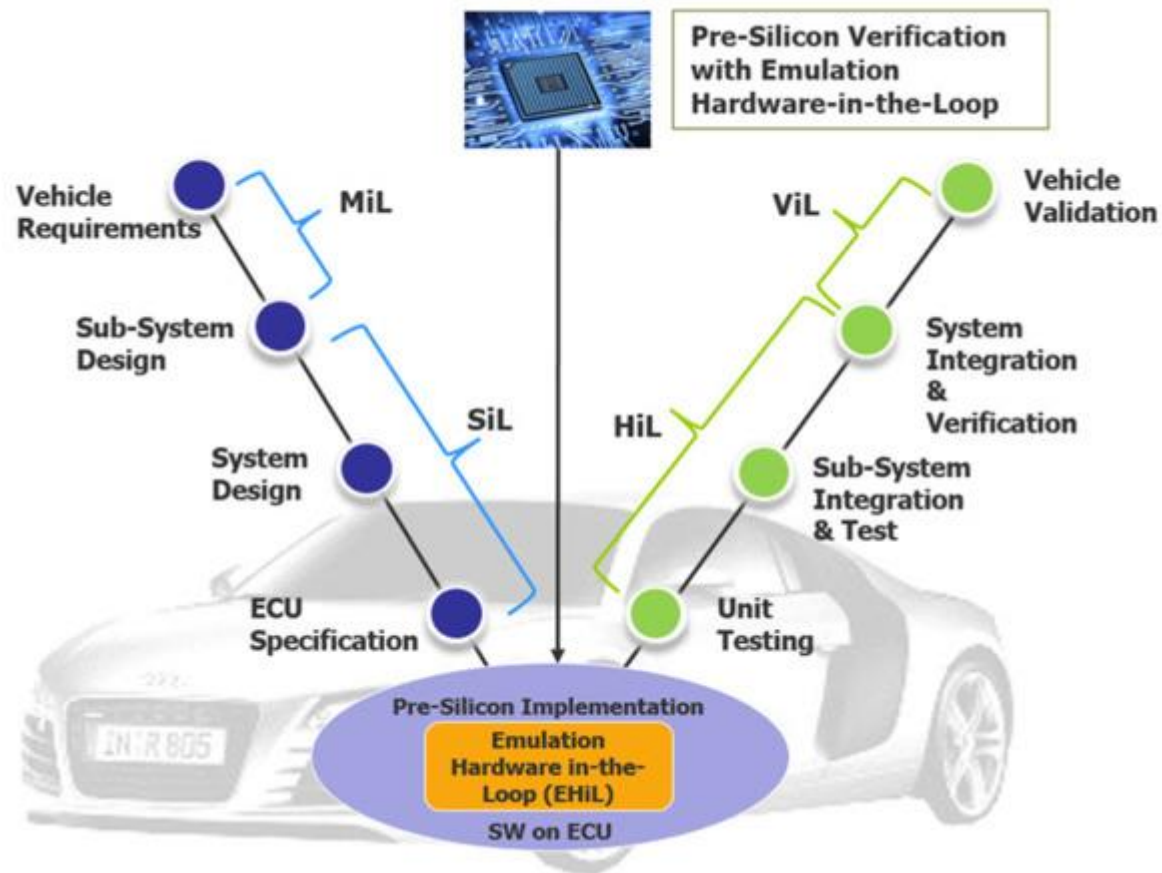 Pre-Silicon Verification
with Emulation
Hardware-in-the-Loop
Vehicle
Requirements
MiL
ViL
Vehicle
Validation
Sub-System
Design
System
Integration
&
Verification
SiL
HiL
System
Design
Sub-System
Integration
& Test
ECU
Specification
Unit
Testing
Pre-Silicon Implementation
Emulation
Hardware in-the-
Loop (EHiL)
SW on ECU
IN R 805